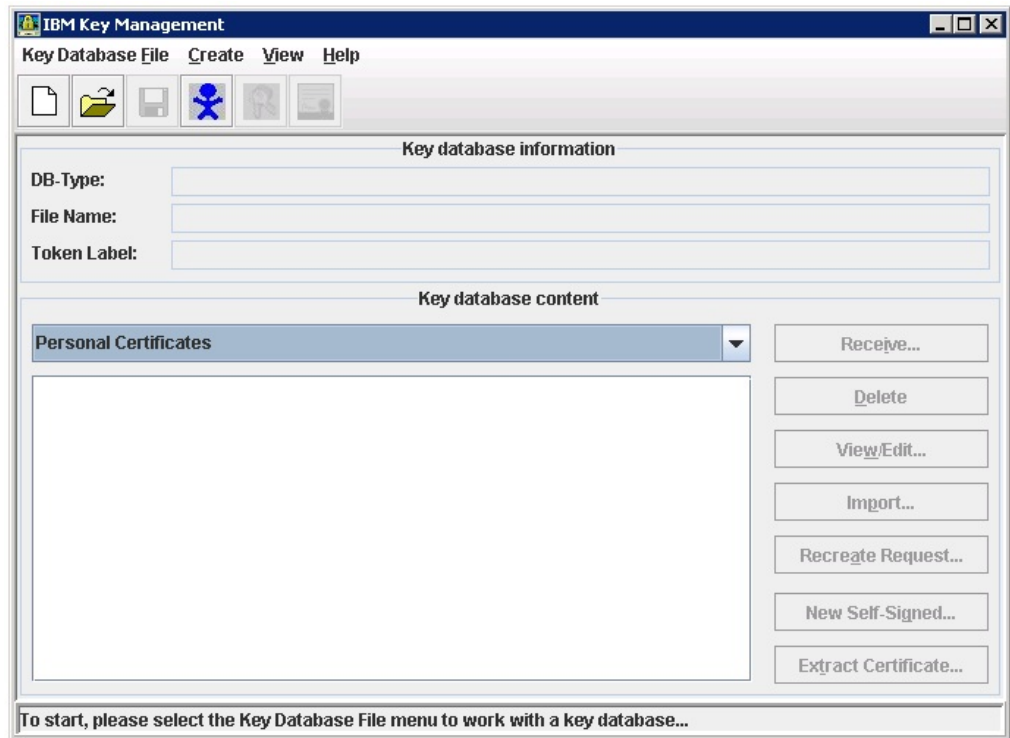 IBM Key Management
Key Database File Create View Help
Key database information
DB-Type:
File Name:
Token Label:
Key database content
Personal Certificates
Receive...
Delete
View/Edit...
Import...
Recreate Request...
New Self-Signed...
Extract Certificate...
To start, please select the Key Database File menu to work with a key database...